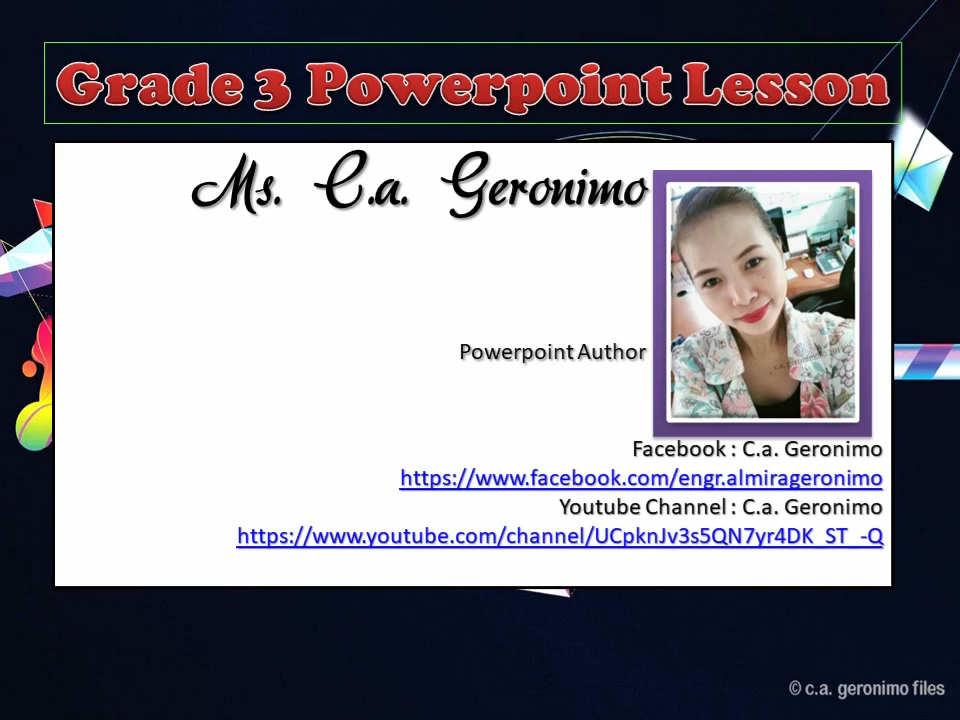 Grade 3 Powerpoint Lesson
Ms. C.a. Geronimo
Powerpoint Author
Facebook : C.a. Geronimo
https://www.facebook.com/engr.almirageronimo
Youtube Channel : C.a. Geronimo
https://www.youtube.com/channel/UCpknJv3s5QN7yr4DK_ST_-Q
© c.a. geronimo files